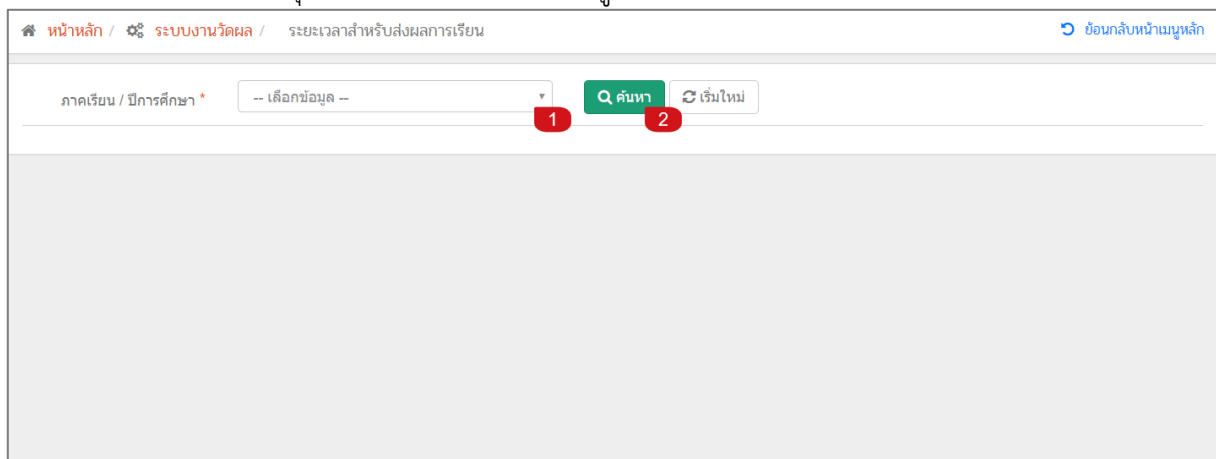 หน้าหลัก / ระบบงานวัดผล / ระยะเวลาสำหรับส่งผลการเรียน ย้อนกลับหน้าเมนูหลัก
ภาคเรียน / ปีการศึกษา * -- เลือกข้อมูล -- ค้นหา เริ่มใหม่
1 2